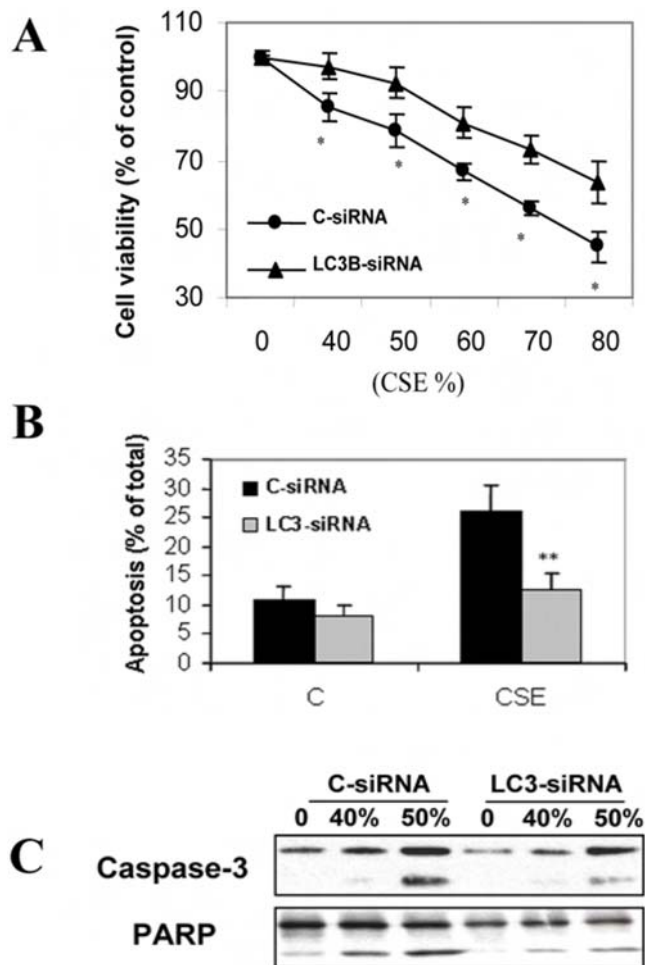 A
Cell viability (% of control)
110
90
70
50
30
*
*
*
*
*
C-siRNA
LC3B-siRNA
0 40 50 60 70 80
(CSE %)
B
Apoptosis (% of total)
35
30
25
20
15
10
5
0
C-siRNA
LC3-siRNA
**
C CSE
C
C-siRNA LC3-siRNA
0 40% 50% 0 40% 50%
Caspase-3
PARP